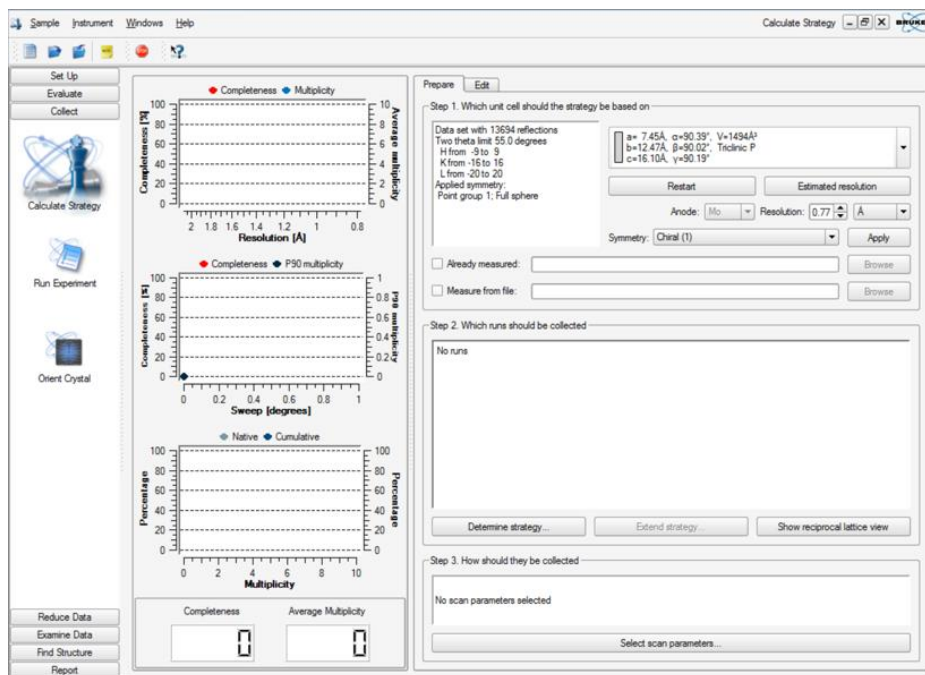 Sample Instrument Windows Help
Calculate Strategy
Set Up
Evaluate
Collect
Calculate Strategy
Run Experiment
Orient Crystal
Reduce Data
Examine Data
Find Structure
Report
Completeness Multiplicity
Completeness [%]
100
80
60
40
20
0
10
8
6
4
2
0
Average multiplicity
2 1.8 1.6 1.4 1.2 1 0.8
Resolution [Å]
Completeness P90 multiplicity
Completeness [%]
100
80
60
40
20
0
1
0.8
0.6
0.4
0.2
0
P90 multiplicity
0 0.2 0.4 0.6 0.8 1
Sweep [degrees]
Native Cumulative
Percentage
100
80
60
40
20
0
100
80
60
40
20
0
Percentage
0 2 4 6 8 10
Multiplicity
Completeness Average Multiplicity
0 0
Prepare Edit
Step 1. Which unit cell should the strategy be based on
Data set with 13694 reflections
Two theta limit 55.0 degrees
H from -9 to 9
K from -16 to 16
L from -20 to 20
Applied symmetry:
Point group 1; Full sphere
a= 7.45Å, α=90.39°, V=1494Å³
b=12.47Å, β=90.02°, Triclinic P
c=16.10Å, γ=90.19°
Restart Estimated resolution
Anode: Mo Resolution: 0.77 Å
Symmetry: Chiral (1) Apply
Already measured: Browse
Measure from file: Browse
Step 2. Which runs should be collected
No runs
Determine strategy... Extend strategy... Show reciprocal lattice view
Step 3. How should they be collected
No scan parameters selected
Select scan parameters...